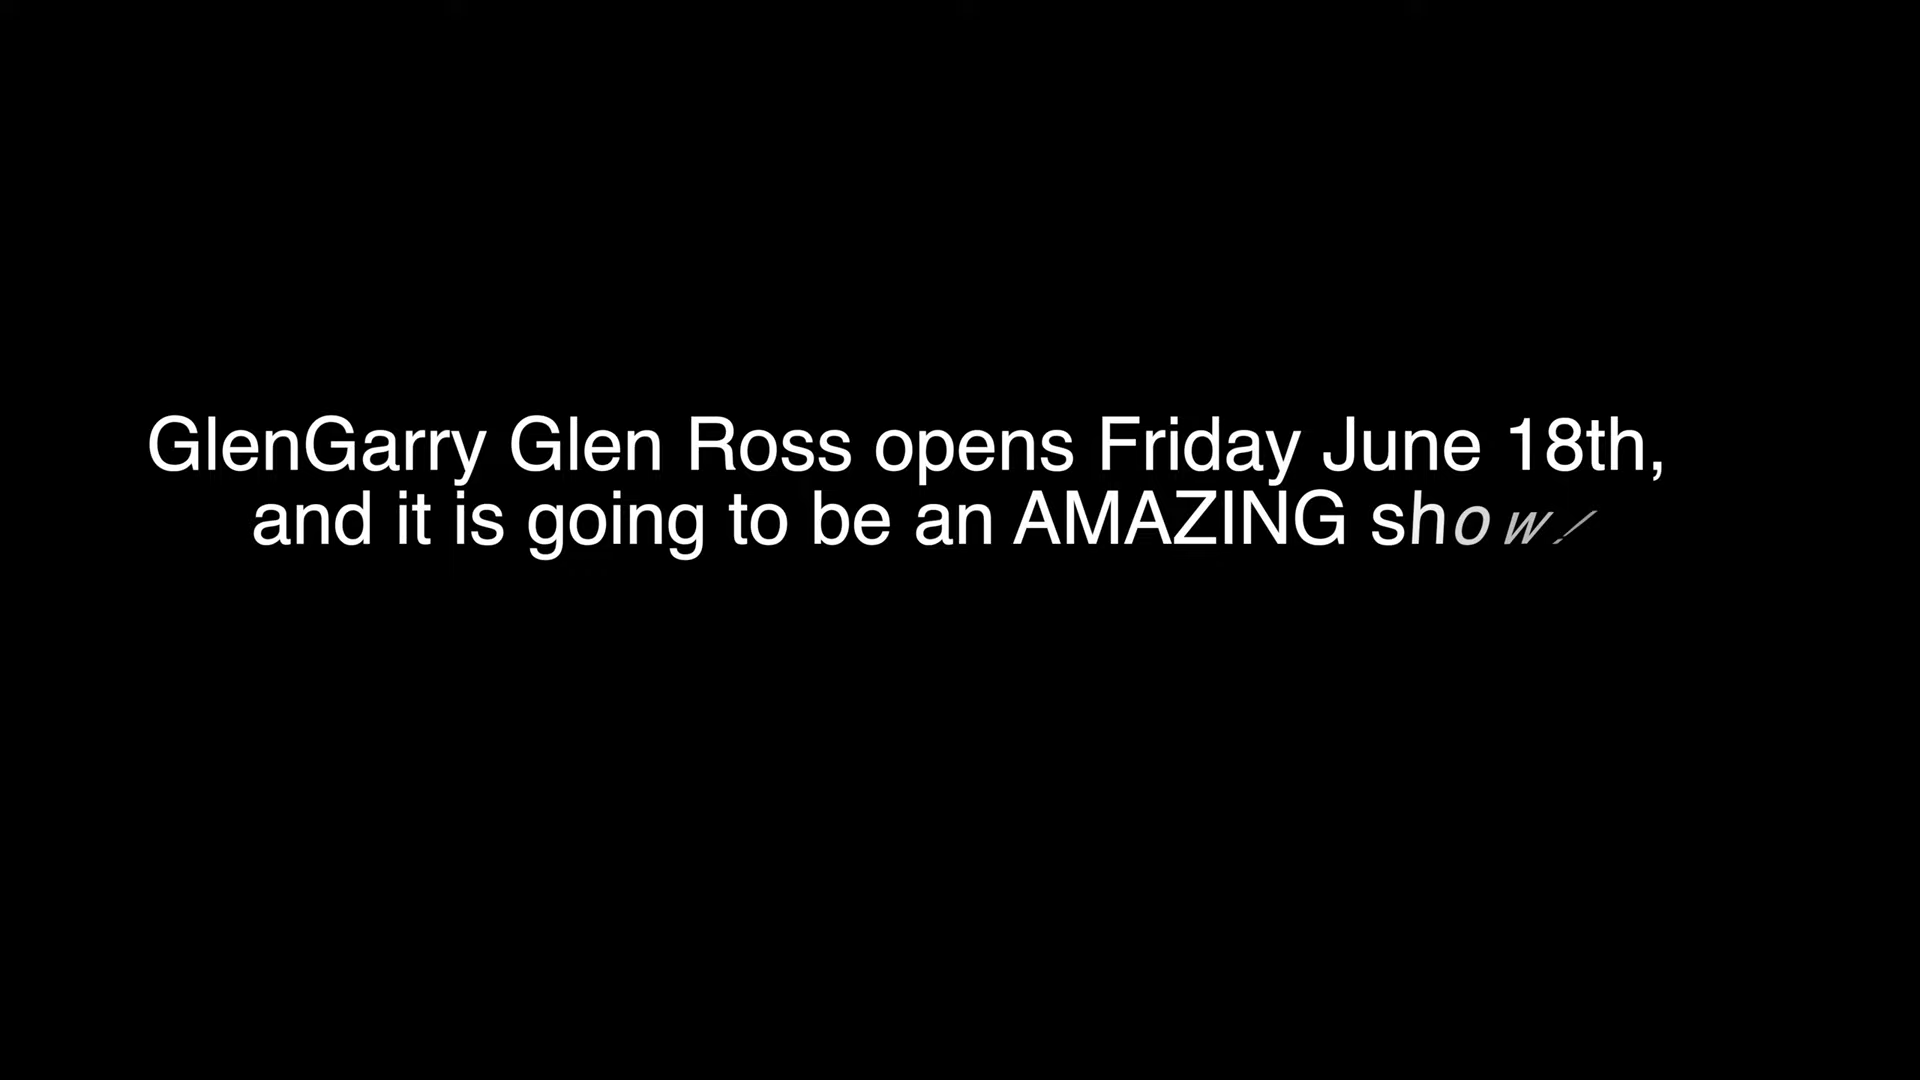 GlenGarry Glen Ross opens Friday June 18th,
and it is going to be an AMAZING show!